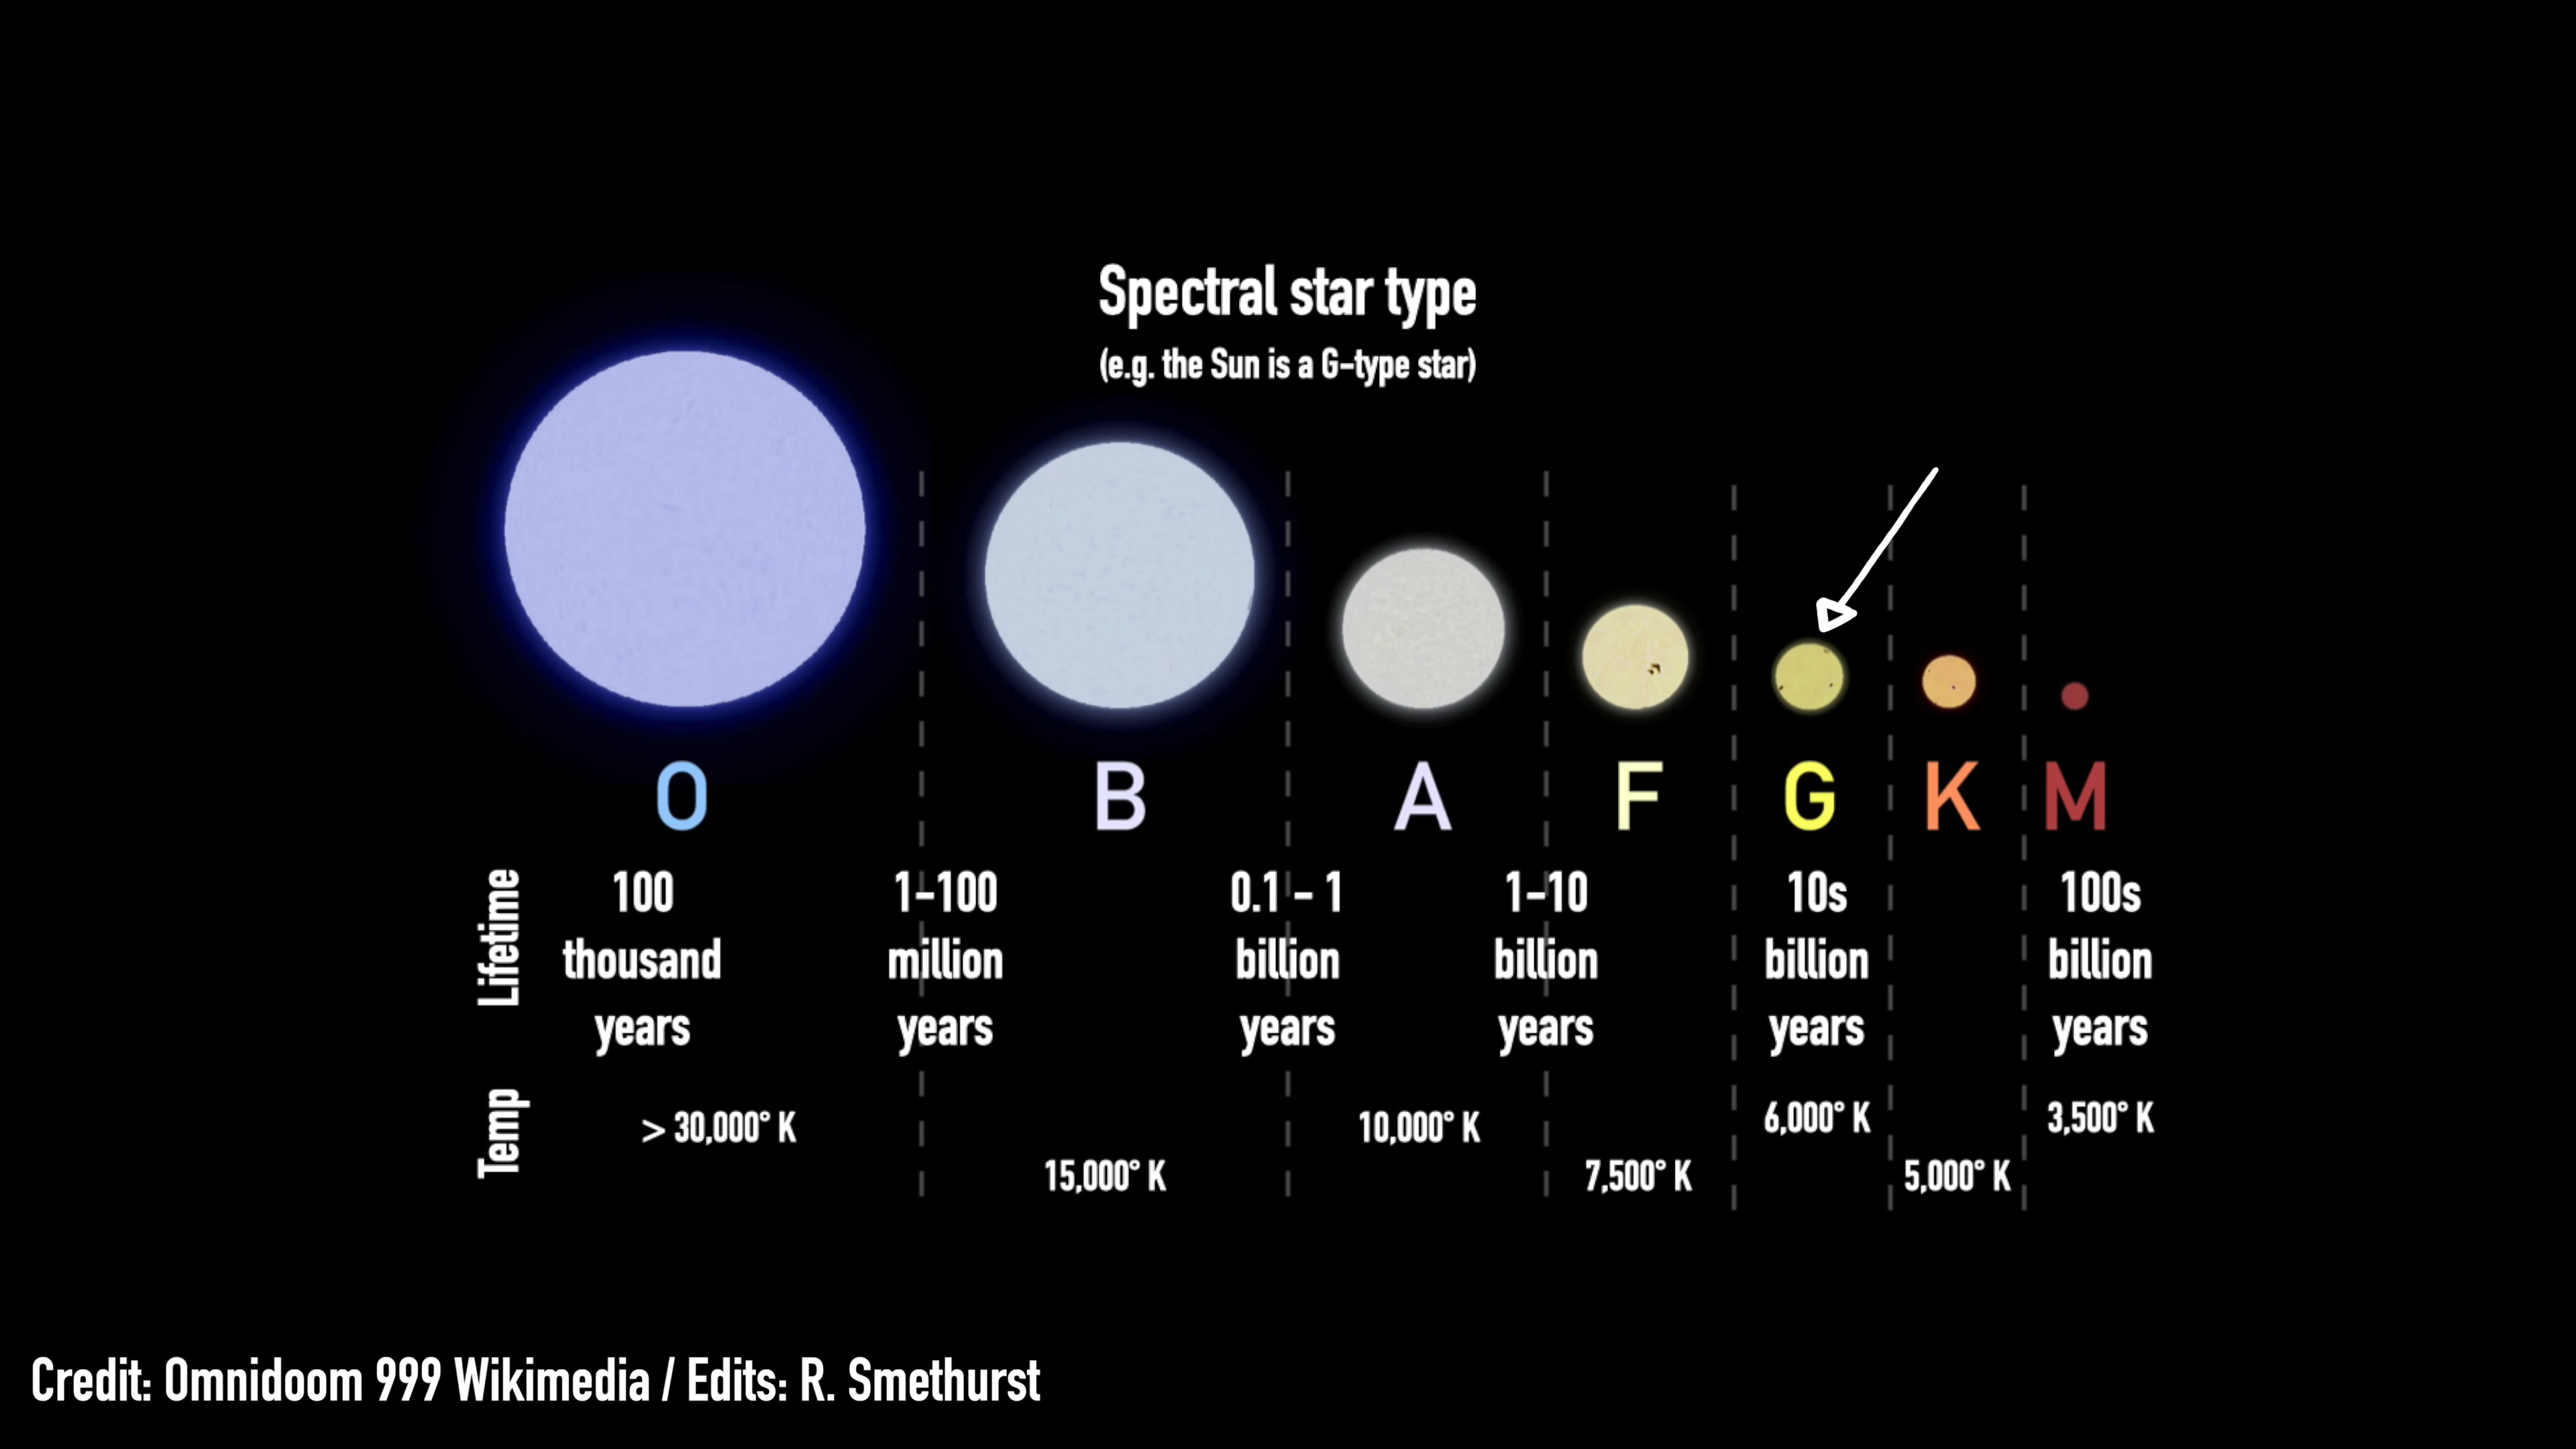 Spectral star type
(e.g. the Sun is a G-type star)
O B A F G K M
Lifetime
100 thousand years
1-100 million years
0.1 - 1 billion years
1-10 billion years
10s billion years
100s billion years
Temp
> 30,000° K
15,000° K
10,000° K
7,500° K
6,000° K
5,000° K
3,500° K
Credit: Omnidoom 999 Wikimedia / Edits: R. Smethurst